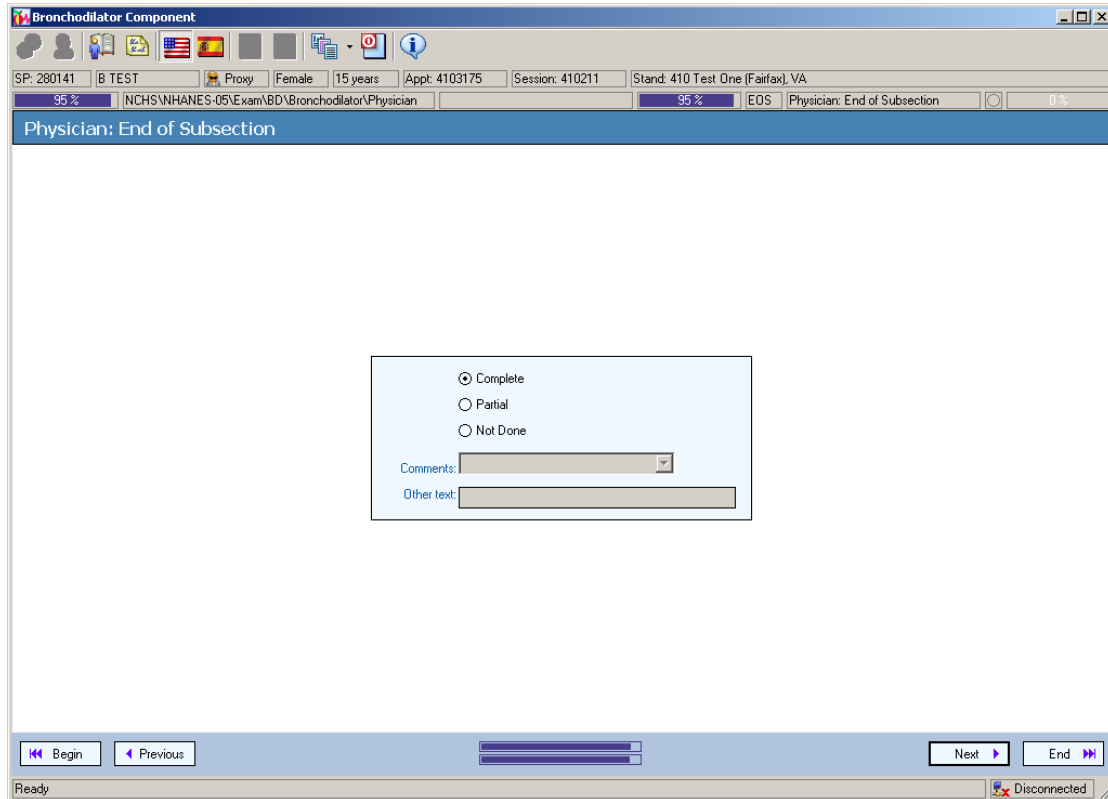 Bronchodilator Component
SP: 280141 B TEST Proxy Female 15 years Appt: 4103175 Session: 410211 Stand: 410 Test One (Fairfax), VA
95 % NCHS\NHANES-05\Exam\BD\Bronchodilator\Physician 95 % EOS Physician: End of Subsection 0 %
Physician: End of Subsection
Complete
Partial
Not Done
Comments:
Other text:
Begin Previous Next End
Ready Disconnected